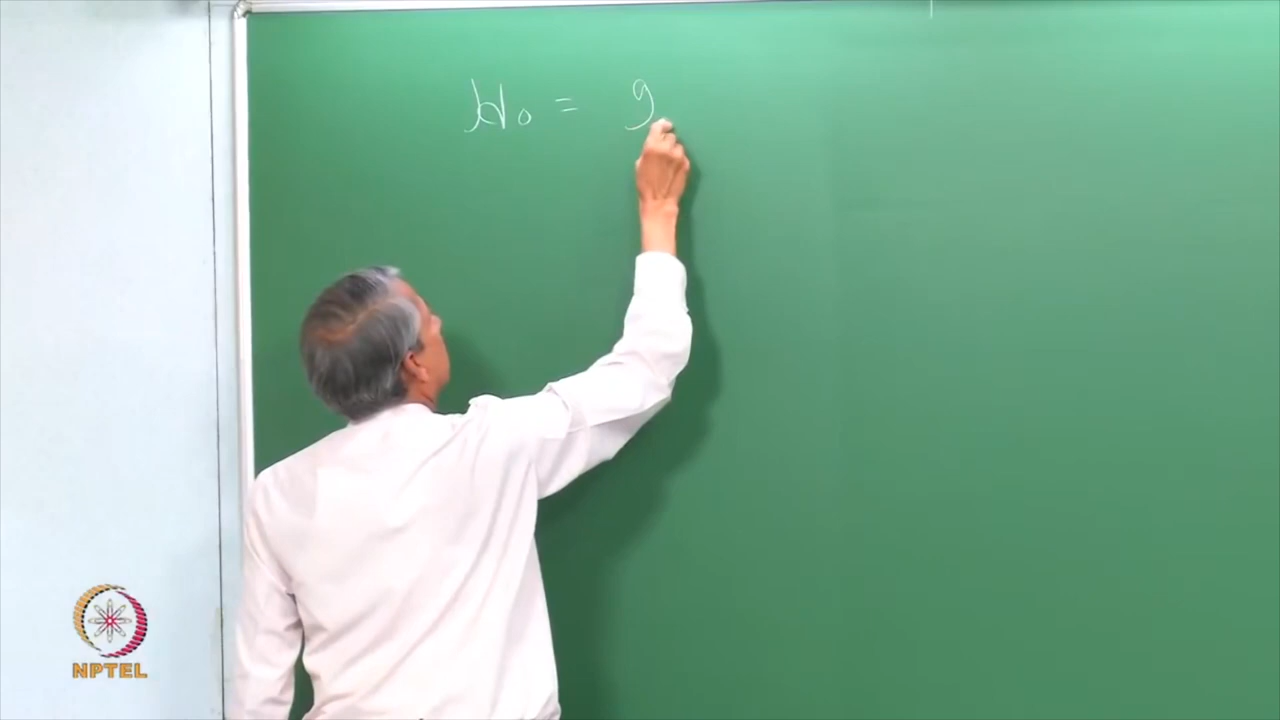 H₀ = g
NPTEL